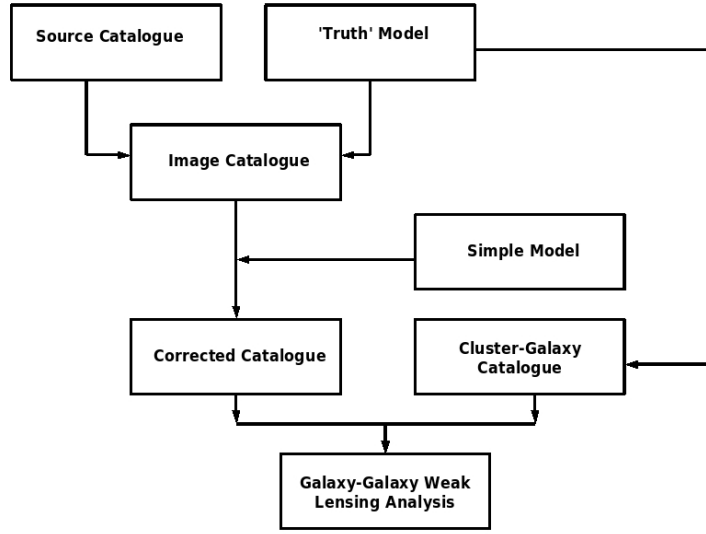 Source Catalogue
'Truth' Model
Image Catalogue
Simple Model
Corrected Catalogue
Cluster-Galaxy
Catalogue
Galaxy-Galaxy Weak
Lensing Analysis